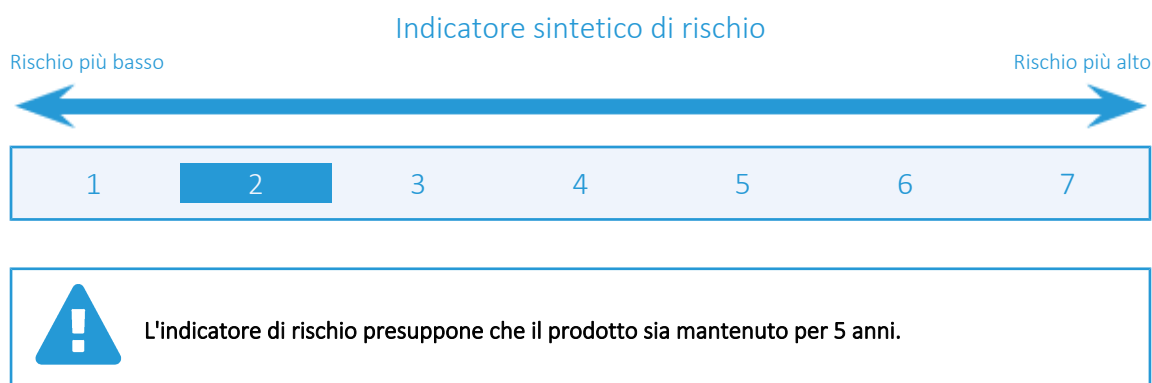 Indicatore sintetico di rischio
Rischio più basso Rischio più alto
1 2 3 4 5 6 7
L'indicatore di rischio presuppone che il prodotto sia mantenuto per 5 anni.